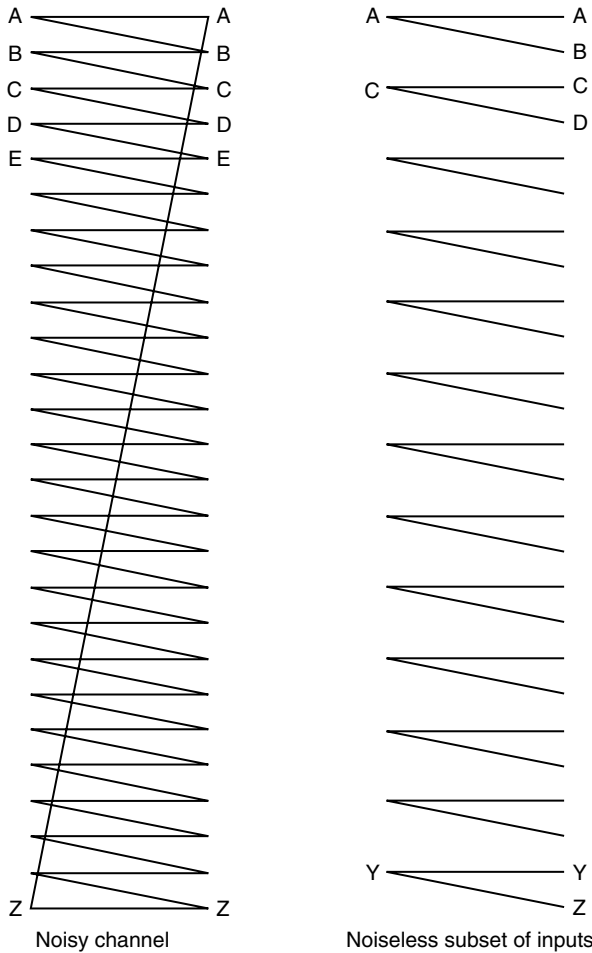 A A A A
B B B
C C C C
D D D
E E
Y Y
Z Z Z
Noisy channel Noiseless subset of inputs